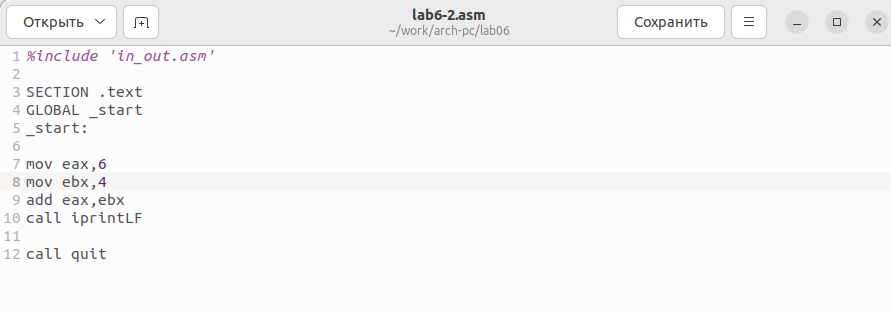 Открыть
lab6-2.asm
~/work/arch-pc/lab06
Сохранить
1 %include 'in_out.asm'
2
3 SECTION .text
4 GLOBAL _start
5 _start:
6
7 mov eax,6
8 mov ebx,4
9 add eax,ebx
10 call iprintLF
11
12 call quit